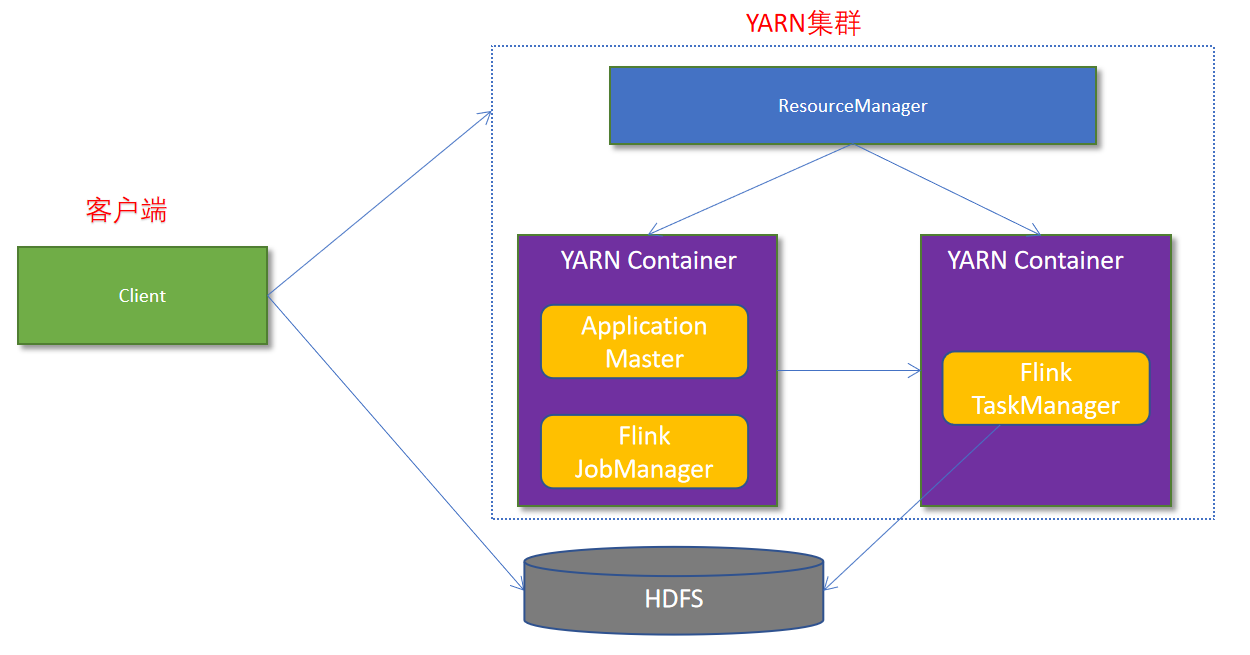 YARN集群
ResourceManager
客户端
Client
YARN Container
Application
Master
Flink
JobManager
YARN Container
Flink
TaskManager
HDFS